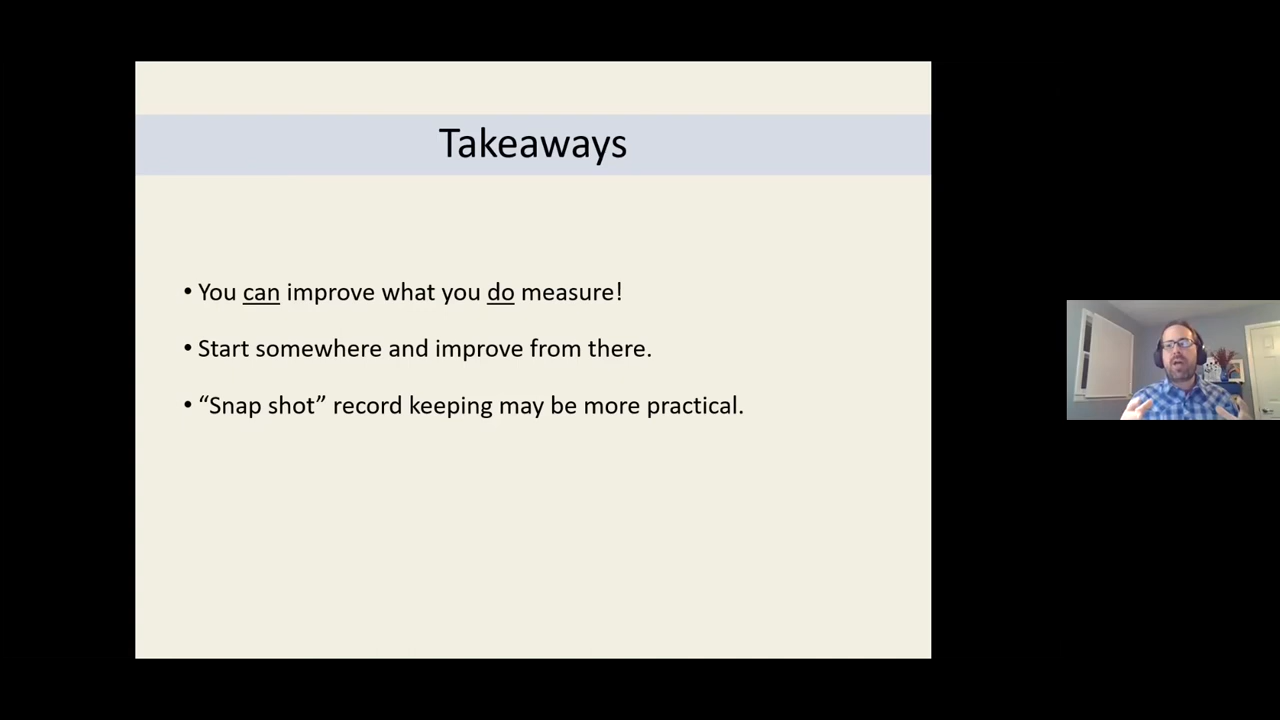 Takeaways
• You can improve what you do measure!
• Start somewhere and improve from there.
• “Snap shot” record keeping may be more practical.